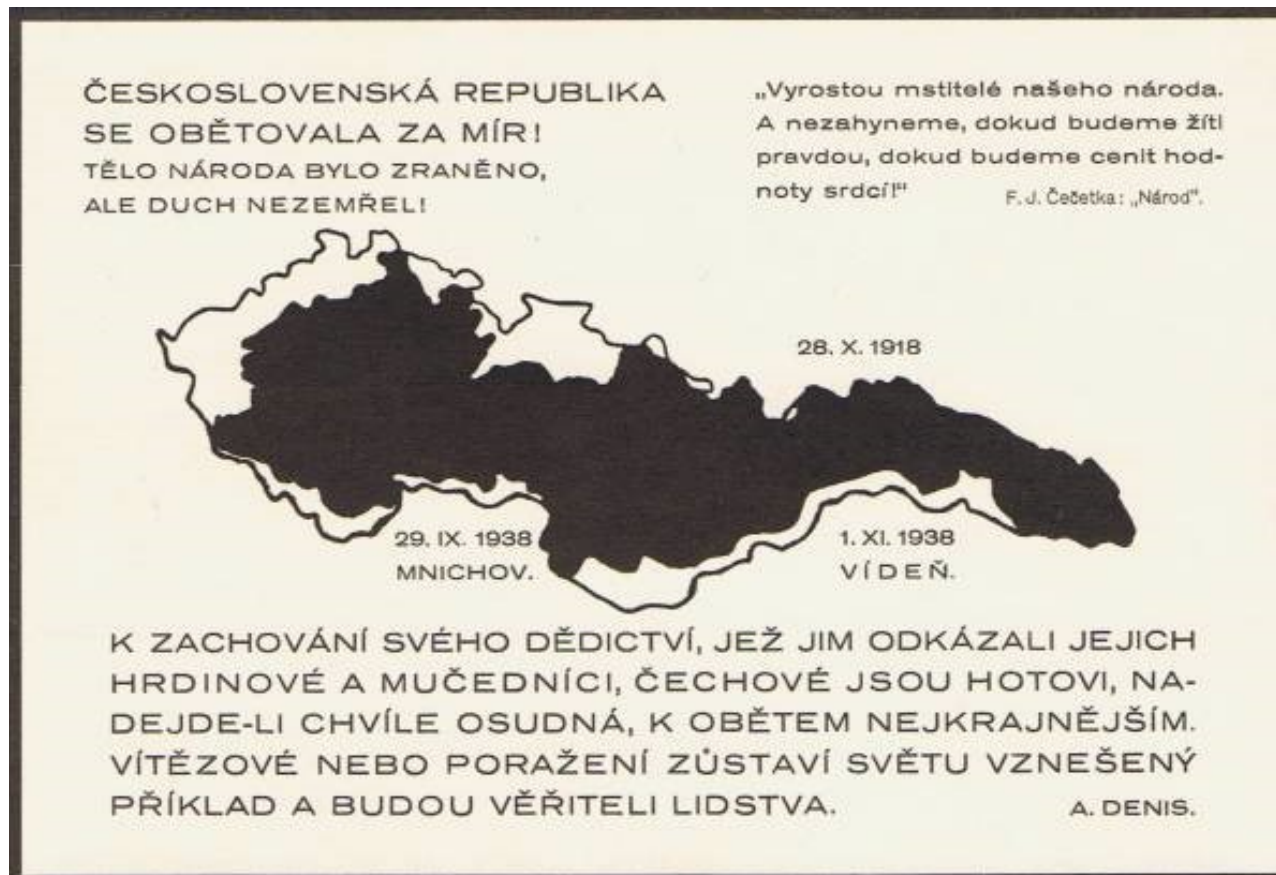 ČESKOSLOVENSKÁ REPUBLIKA
SE OBĚTOVALA ZA MÍR!
TĚLO NÁRODA BYLO ZRANĚNO,
ALE DUCH NEZEMŘEL!
„Vyrostou mstitelé našeho národa.
A nezahyneme, dokud budeme žíti
pravdou, dokud budeme cenit hod-
noty srdcí!“
F. J. Čečetka: „Národ“.
28. X. 1918
29. IX. 1938
MNICHOV.
1. XI. 1938
VÍDEŇ.
K ZACHOVÁNÍ SVÉHO DĚDICTVÍ, JEŽ JIM ODKÁZALI JEJICH
HRDINOVÉ A MUČEDNÍCI, ČECHOVÉ JSOU HOTOVI, NA-
DEJDE-LI CHVÍLE OSUDNÁ, K OBĚTEM NEJKRAJNĚJŠÍM.
VÍTĚZOVÉ NEBO PORAŽENÍ ZŮSTAVÍ SVĚTU VZNEŠENÝ
PŘÍKLAD A BUDOU VĚŘITELI LIDSTVA.
A. DENIS.